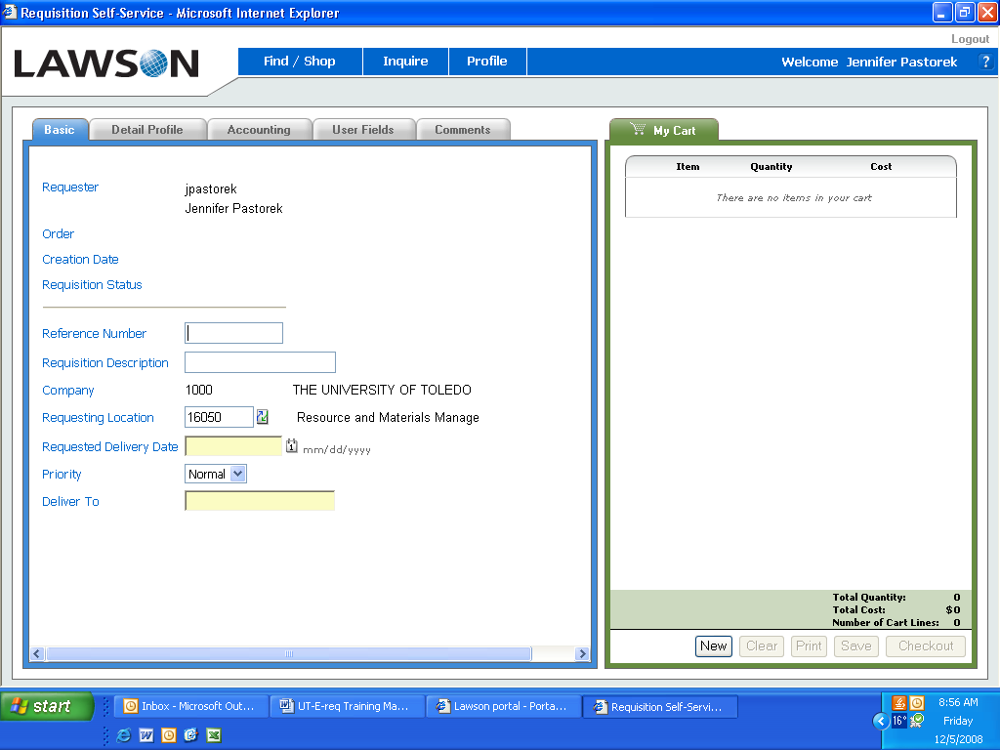 Requisition Self-Service - Microsoft Internet Explorer
Logout
LAWSON
Find / Shop Inquire Profile Welcome Jennifer Pastorek ?
Basic Detail Profile Accounting User Fields Comments
Requester jpastorek
Jennifer Pastorek
Order
Creation Date
Requisition Status
Reference Number
Requisition Description
Company 1000 THE UNIVERSITY OF TOLEDO
Requesting Location 16050 Resource and Materials Manage
Requested Delivery Date 1 mm/dd/yyyy
Priority Normal
Deliver To
My Cart
Item Quantity Cost
There are no items in your cart
Total Quantity: 0
Total Cost: $0
Number of Cart Lines: 0
New Clear Print Save Checkout
start Inbox - Microsoft Out... UT-E-req Training Ma... Lawson portal - Porta... Requisition Self-Servi...
8:56 AM
16° Friday
12/5/2008